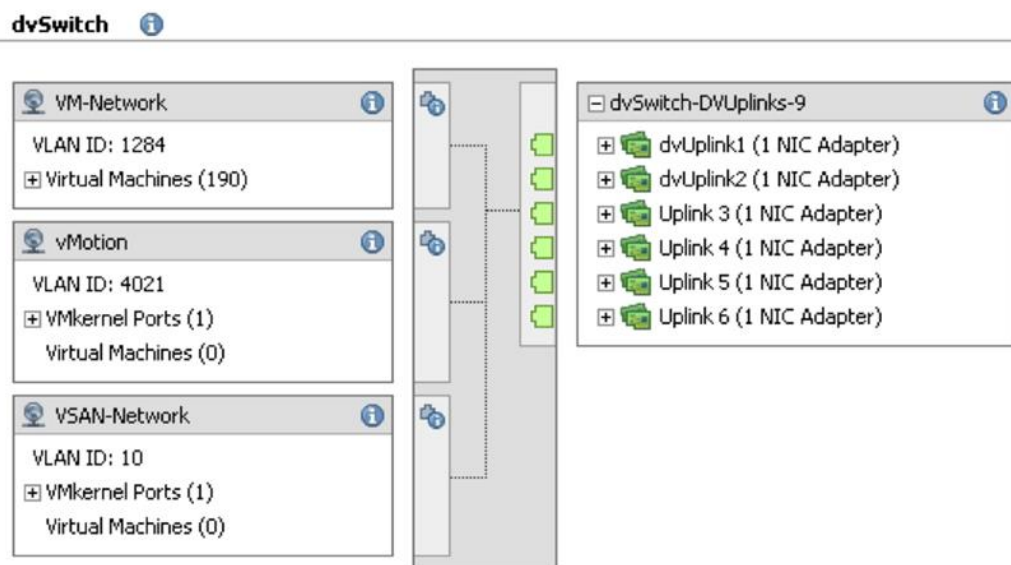 dvSwitch
VM-Network
VLAN ID: 1284
Virtual Machines (190)
vMotion
VLAN ID: 4021
VMkernel Ports (1)
Virtual Machines (0)
VSAN-Network
VLAN ID: 10
VMkernel Ports (1)
Virtual Machines (0)
dvSwitch-DVUplinks-9
dvUplink1 (1 NIC Adapter)
dvUplink2 (1 NIC Adapter)
Uplink 3 (1 NIC Adapter)
Uplink 4 (1 NIC Adapter)
Uplink 5 (1 NIC Adapter)
Uplink 6 (1 NIC Adapter)